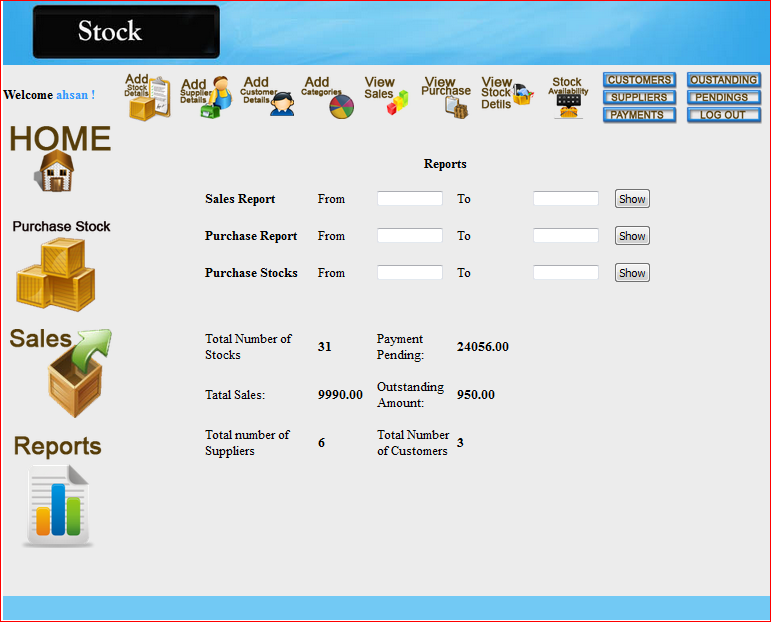 Stock
Welcome ahsan !
Add Stock Details
Add Supplier Details
Add Customer Details
Add Categories
View Sales
View Purchase
View Stock Detils
Stock Availability
CUSTOMERS
OUSTANDING
SUPPLIERS
PENDINGS
PAYMENTS
LOG OUT
HOME
Purchase Stock
Sales
Reports
Reports
Sales Report From To Show
Purchase Report From To Show
Purchase Stocks From To Show
Total Number of Stocks 31 Payment Pending: 24056.00
Tatal Sales: 9990.00 Outstanding Amount: 950.00
Total number of Suppliers 6 Total Number of Customers 3